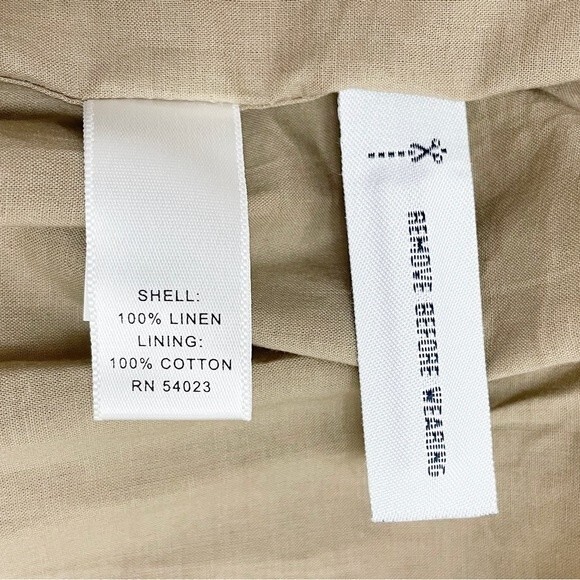 SHELL:
100% LINEN
LINING:
100% COTTON
RN 54023
REMOVE BEFORE WEARING